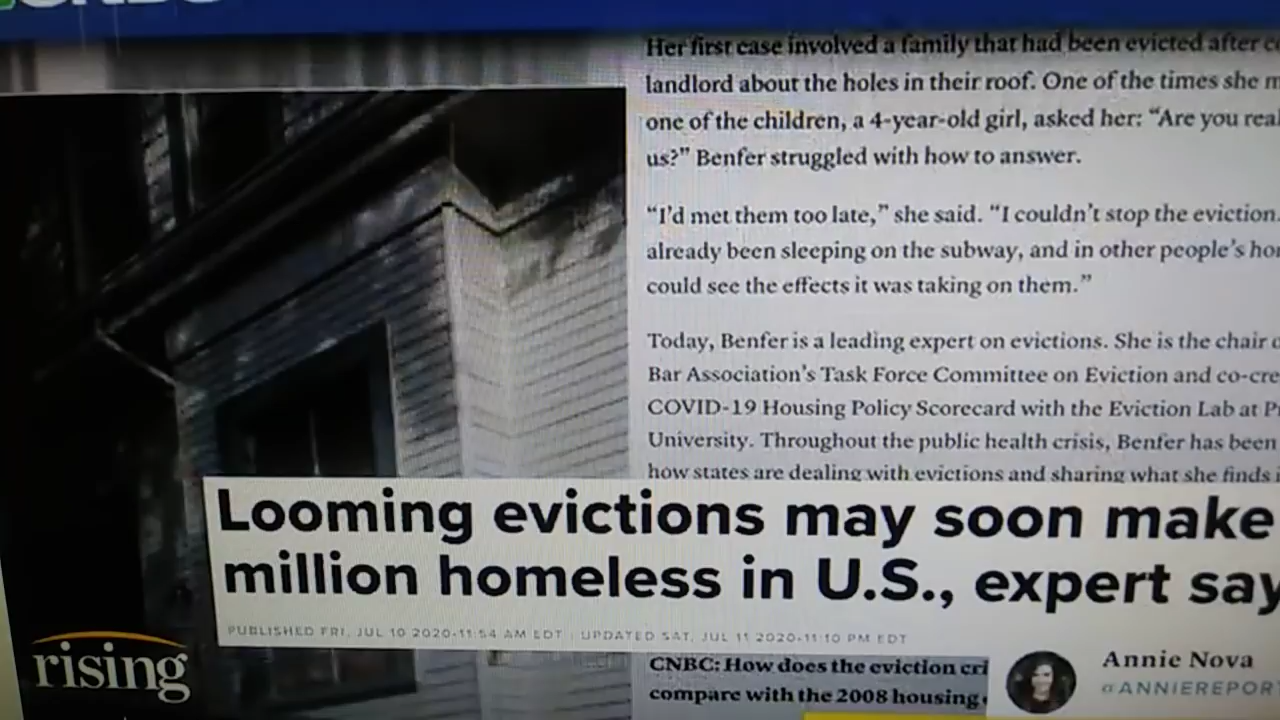 Her first case involved a family that had been evicted after
landlord about the holes in their roof. One of the times she
one of the children, a 4-year-old girl, asked her: “Are you
us?” Benfer struggled with how to answer.
“I’d met them too late,” she said. “I couldn’t stop the eviction.
already been sleeping on the subway, and in other people’s
could see the effects it was taking on them.”
Today, Benfer is a leading expert on evictions. She is the chair
Bar Association’s Task Force Committee on Eviction and
COVID-19 Housing Policy Scorecard with the Eviction Lab at
University. Throughout the public health crisis, Benfer has been
how states are dealing with evictions and sharing what she finds
Looming evictions may soon make
million homeless in U.S., expert say
PUBLISHED FRI, JUL 10 2020•11:54 AM EDT | UPDATED SAT, JUL 11 2020•11:10 PM EDT
rising
CNBC: How does the eviction cri
compare with the 2008 housing
Annie Nova
@ANNIEREPOR